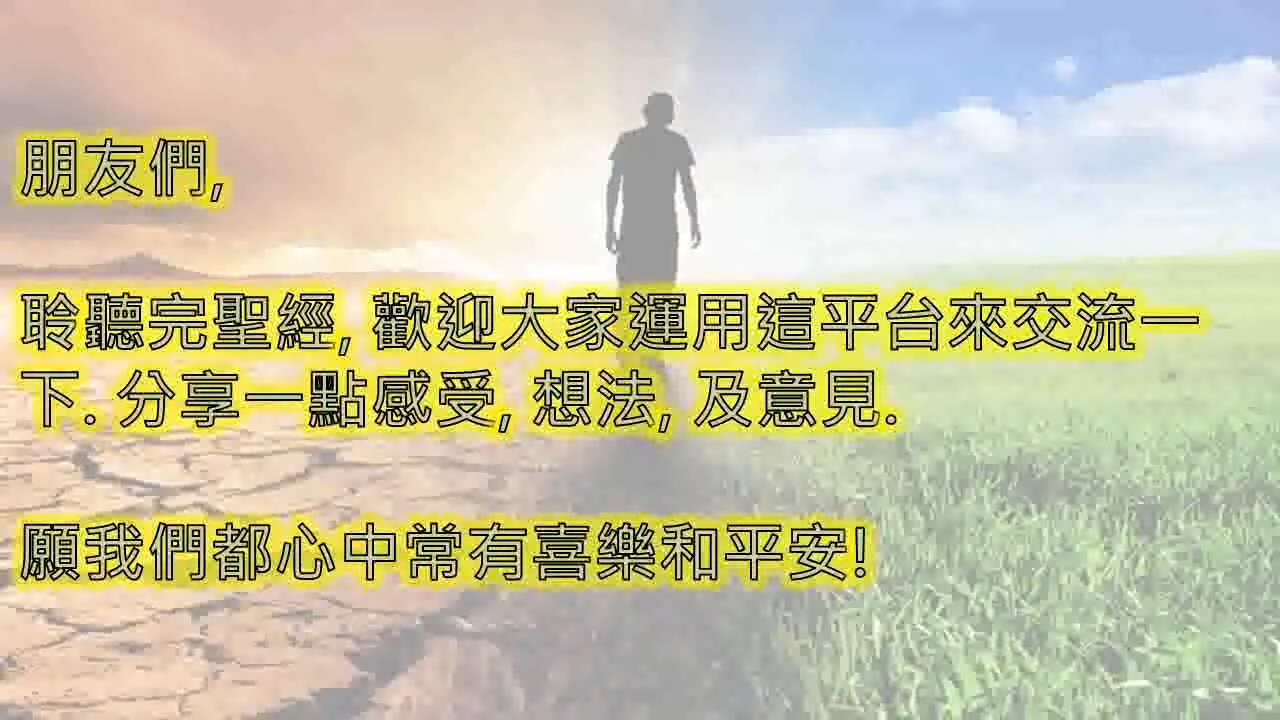 朋友們,
聆聽完聖經, 歡迎大家運用這平台來交流一
下. 分享一點感受, 想法, 及意見.
願我們都心中常有喜樂和平安!